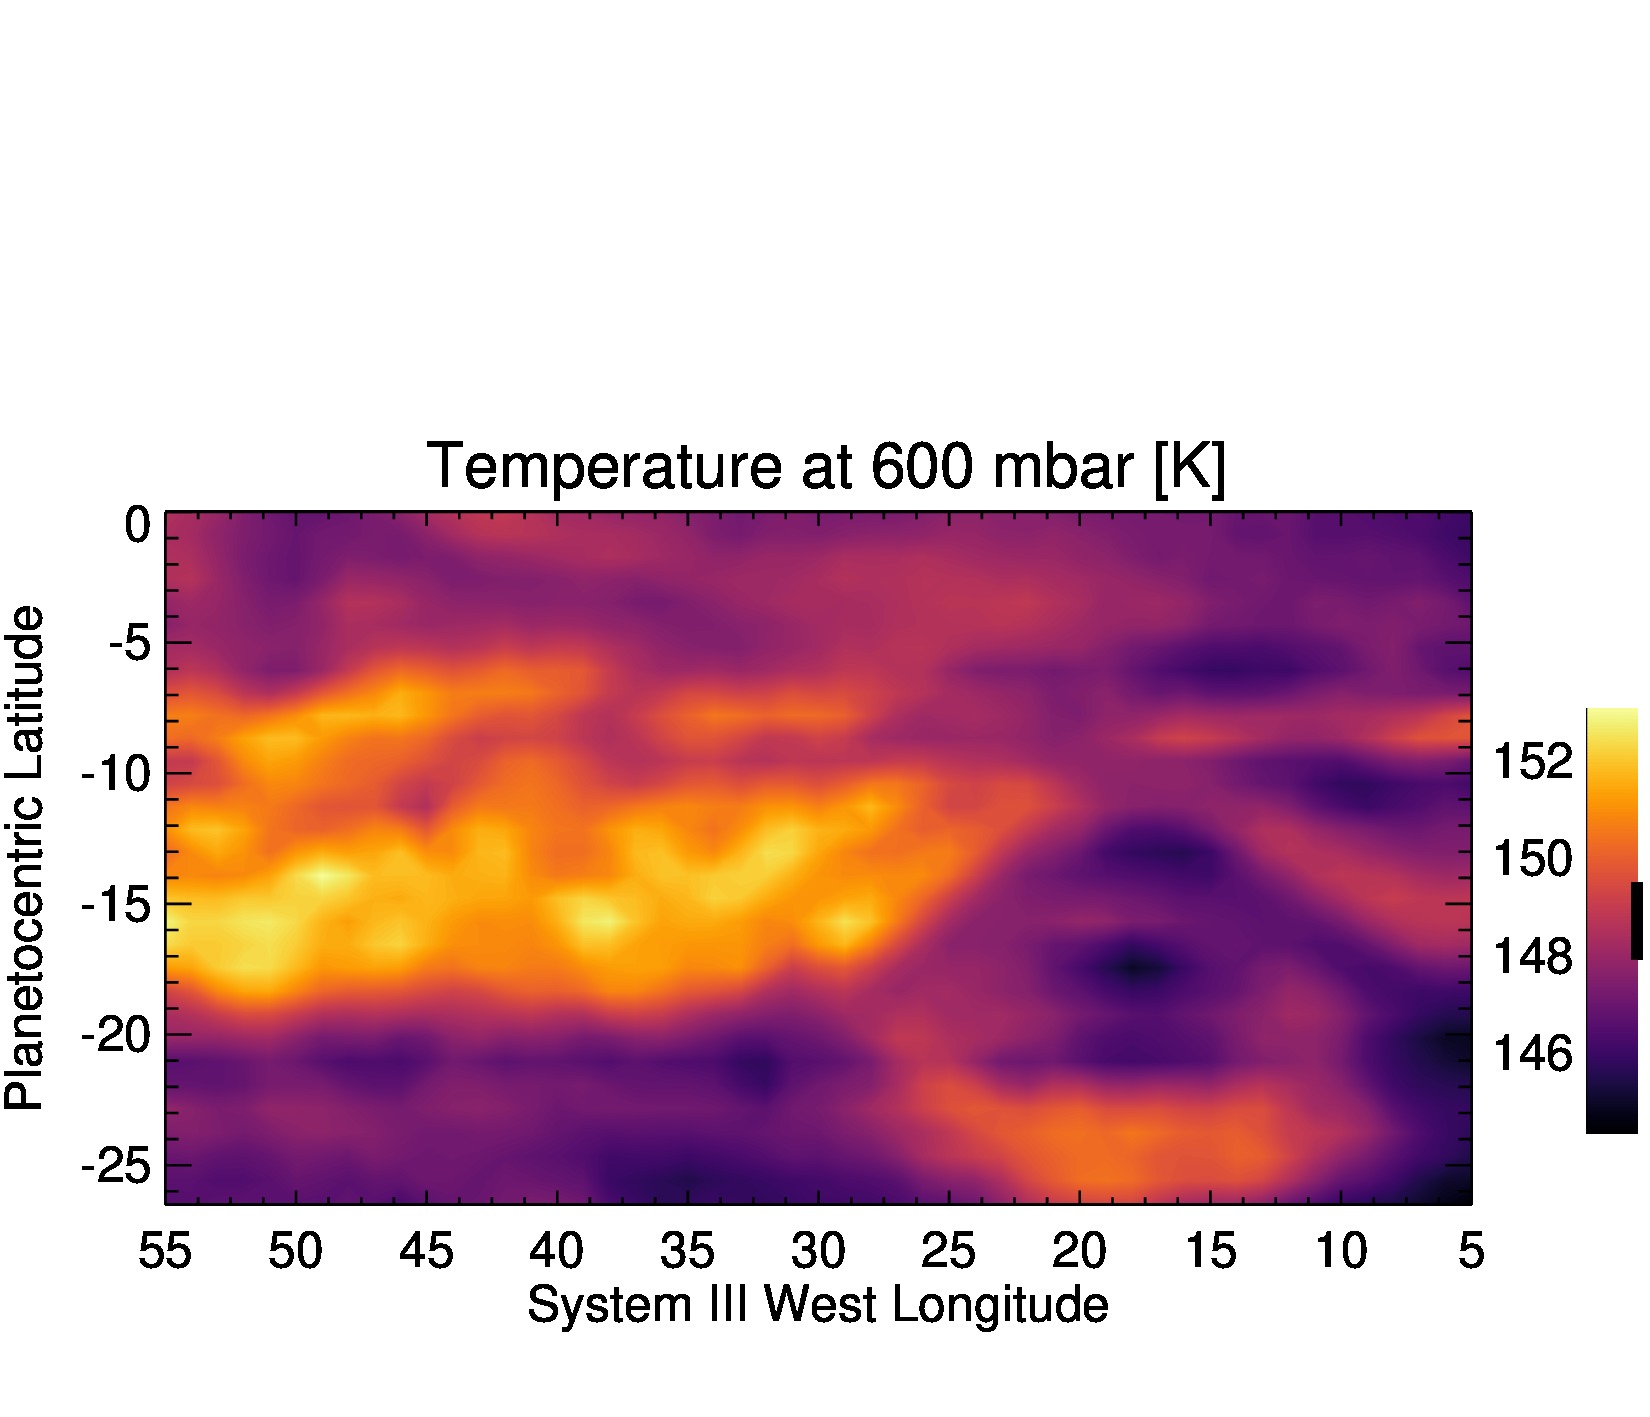 Temperature at 600 mbar [K]
0
-5
-10
-15
-20
-25
Planetocentric Latitude
55 50 45 40 35 30 25 20 15 10 5
System III West Longitude
152
150
148
146